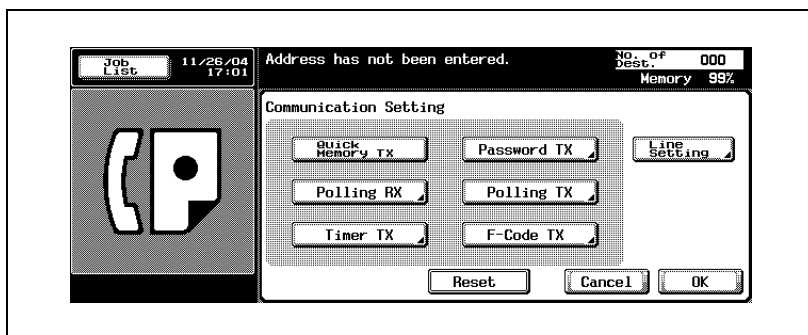 Job
List
11/26/04
17:01
Address has not been entered.
No. of
Dest.
000
Memory 99%
Communication Setting
Quick
Memory TX
Password TX
Line
Setting
Polling RX
Polling TX
Timer TX
F-Code TX
Reset
Cancel
OK